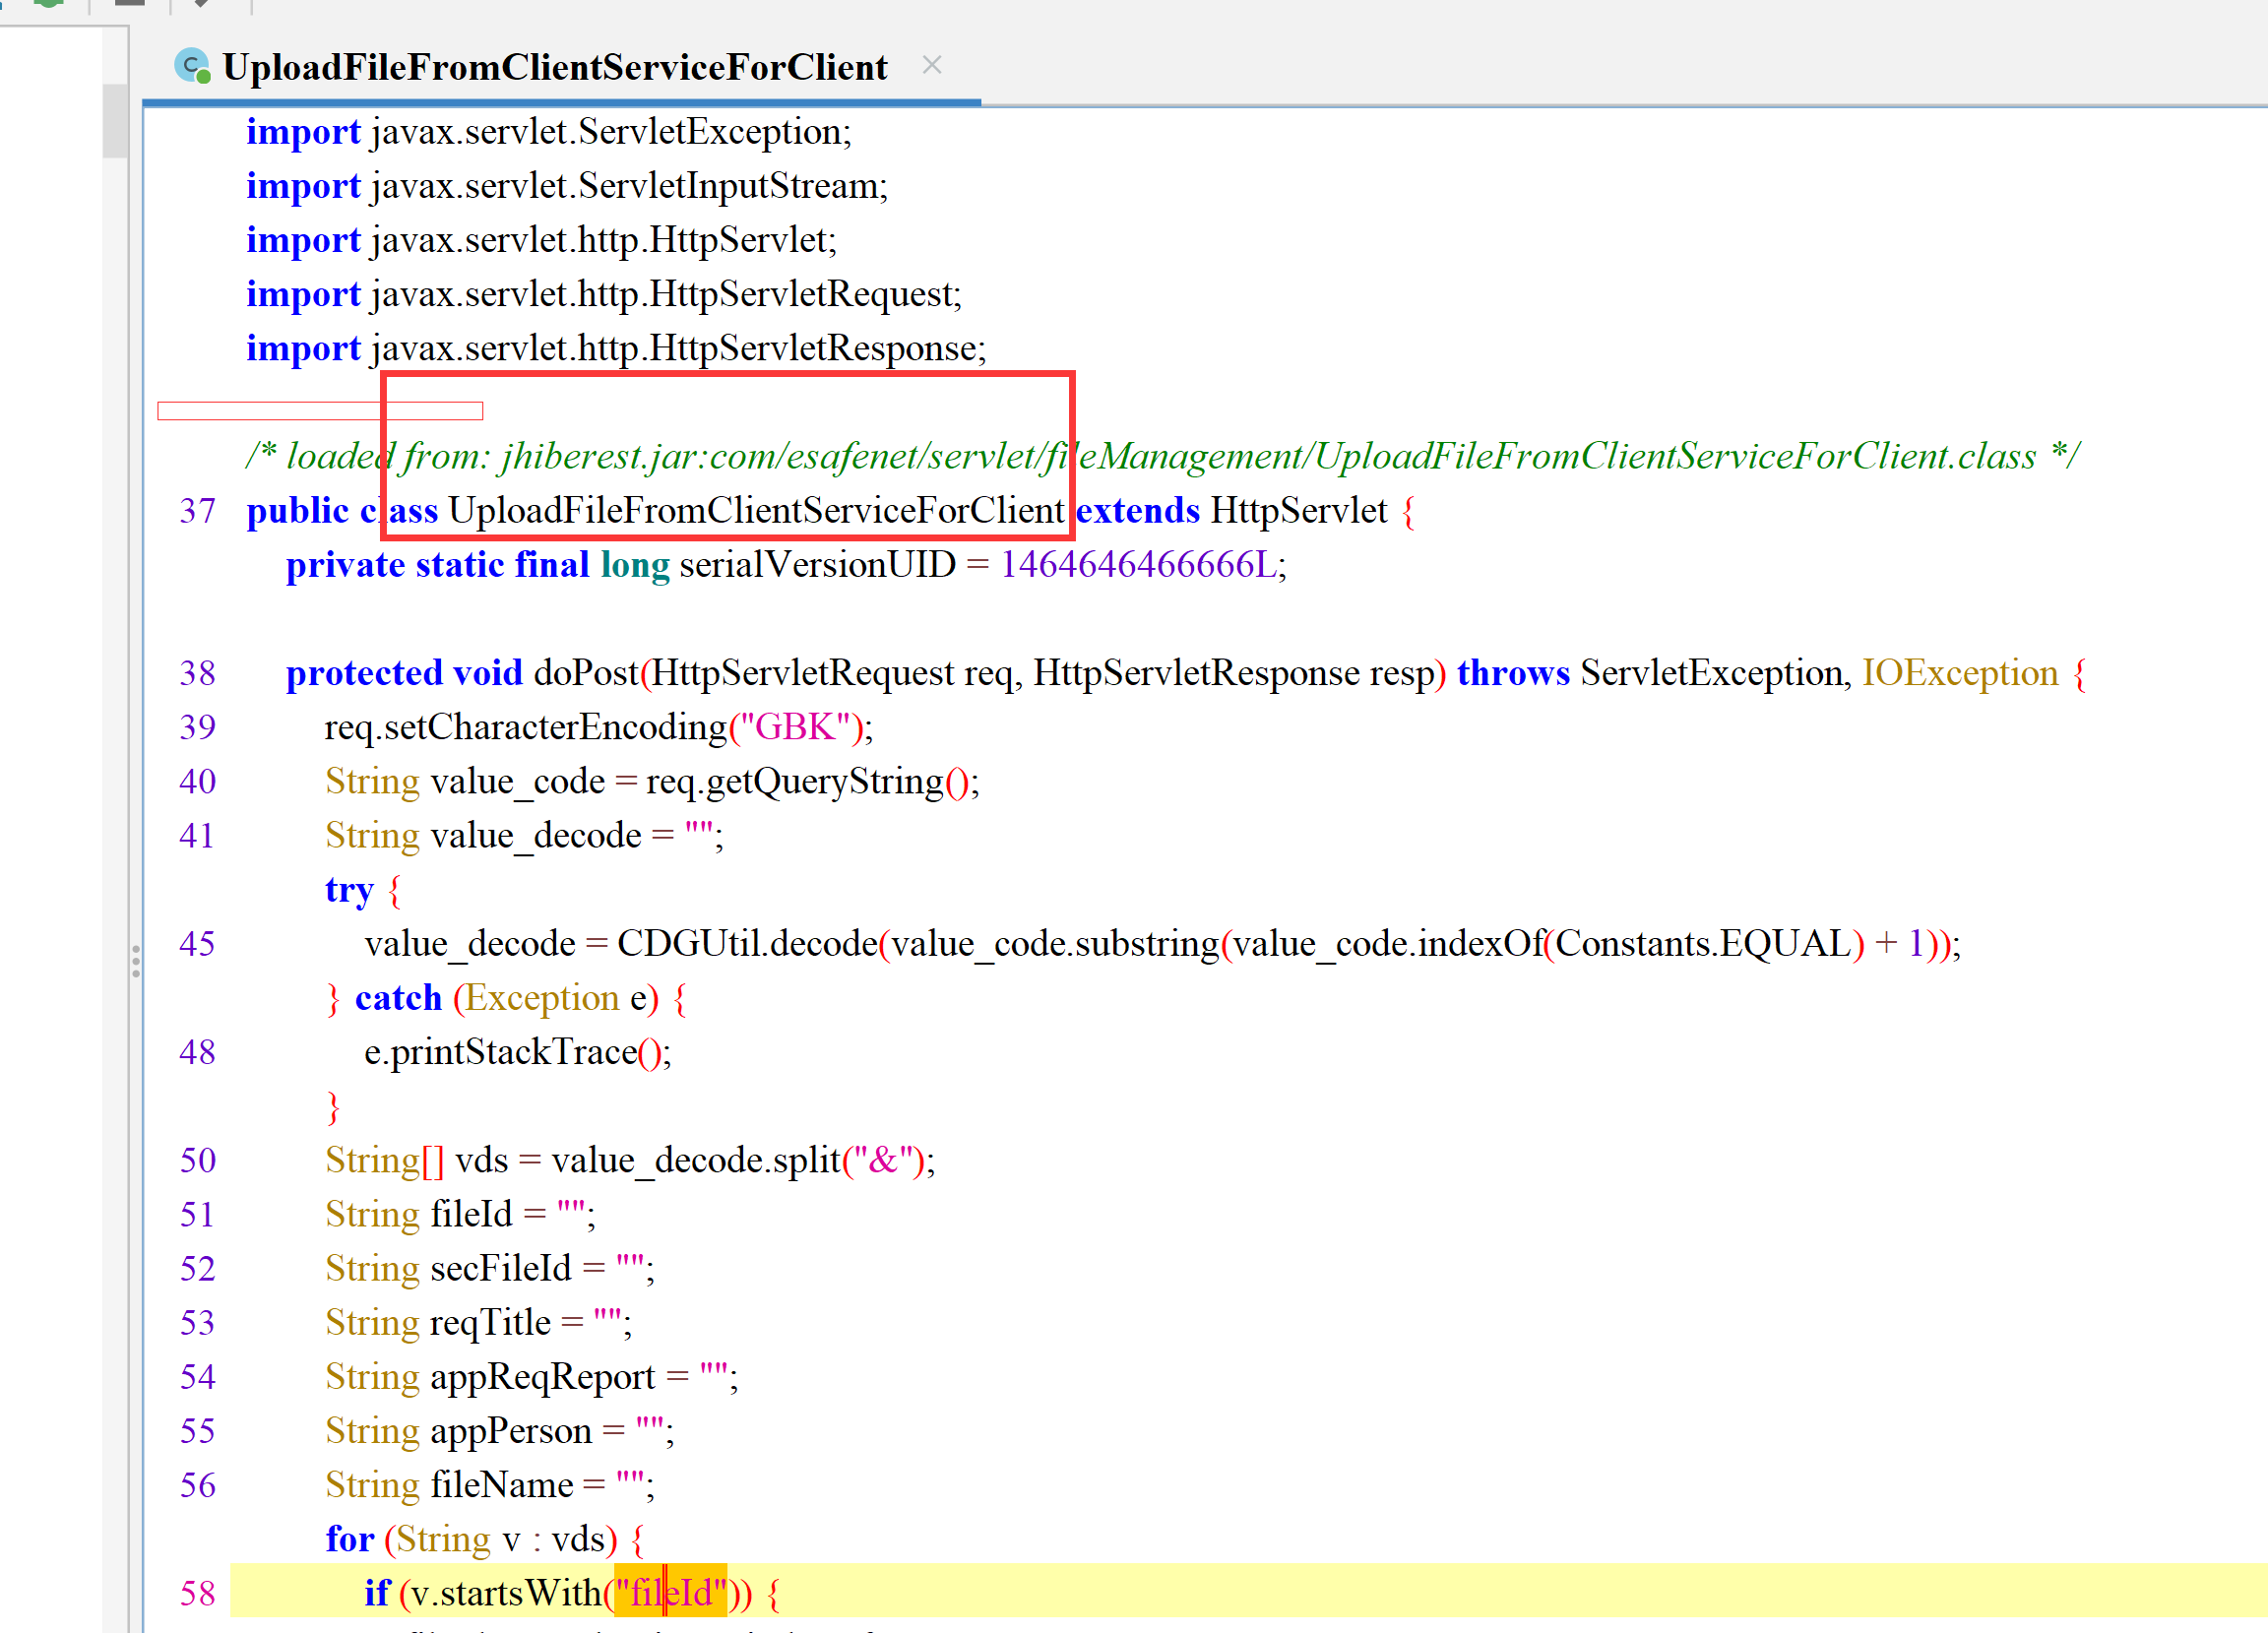 UploadFileFromClientServiceForClient
import javax.servlet.ServletException;
import javax.servlet.ServletInputStream;
import javax.servlet.http.HttpServlet;
import javax.servlet.http.HttpServletRequest;
import javax.servlet.http.HttpServletResponse;
/* loaded from: jhiberest.jar:com/esafenet/servlet/fileManagement/UploadFileFromClientServiceForClient.class */
37 public class UploadFileFromClientServiceForClient extends HttpServlet {
private static final long serialVersionUID = 1464646466666L;
38 protected void doPost(HttpServletRequest req, HttpServletResponse resp) throws ServletException, IOException {
39 req.setCharacterEncoding("GBK");
40 String value_code = req.getQueryString();
41 String value_decode = "";
try {
45 value_decode = CDGUtil.decode(value_code.substring(value_code.indexOf(Constants.EQUAL) + 1));
} catch (Exception e) {
48 e.printStackTrace();
}
50 String[] vds = value_decode.split("&");
51 String fileId = "";
52 String secFileId = "";
53 String reqTitle = "";
54 String appReqReport = "";
55 String appPerson = "";
56 String fileName = "";
for (String v : vds) {
58 if (v.startsWith("fileId")) {